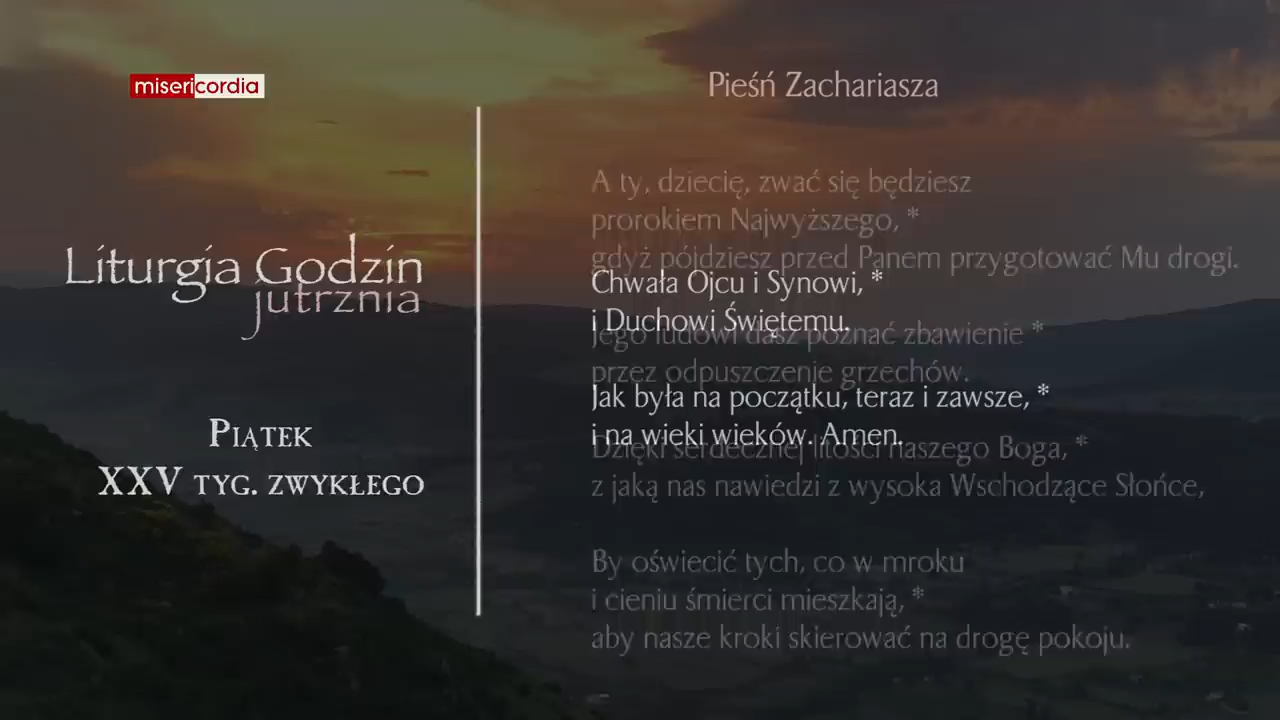 misericordia
Pieśń Zachariasza
Liturgia Godzin
jutrznia
Piątek
XXV tyg. zwykłego
A ty, dziecię, zwać się będziesz
prorokiem Najwyższego, *
gdyż pójdziesz przed Panem przygotować Mu drogi.
Chwała Ojcu i Synowi, *
i Duchowi Świętemu.
Jego ludowi dasz poznać zbawienie *
przez odpuszczenie grzechów.
Jak była na początku, teraz i zawsze, *
i na wieki wieków. Amen.
Dzięki serdecznej litości naszego Boga, *
z jaką nas nawiedzi z wysoka Wschodzące Słońce,
By oświecić tych, co w mroku
i cieniu śmierci mieszkają, *
aby nasze kroki skierować na drogę pokoju.